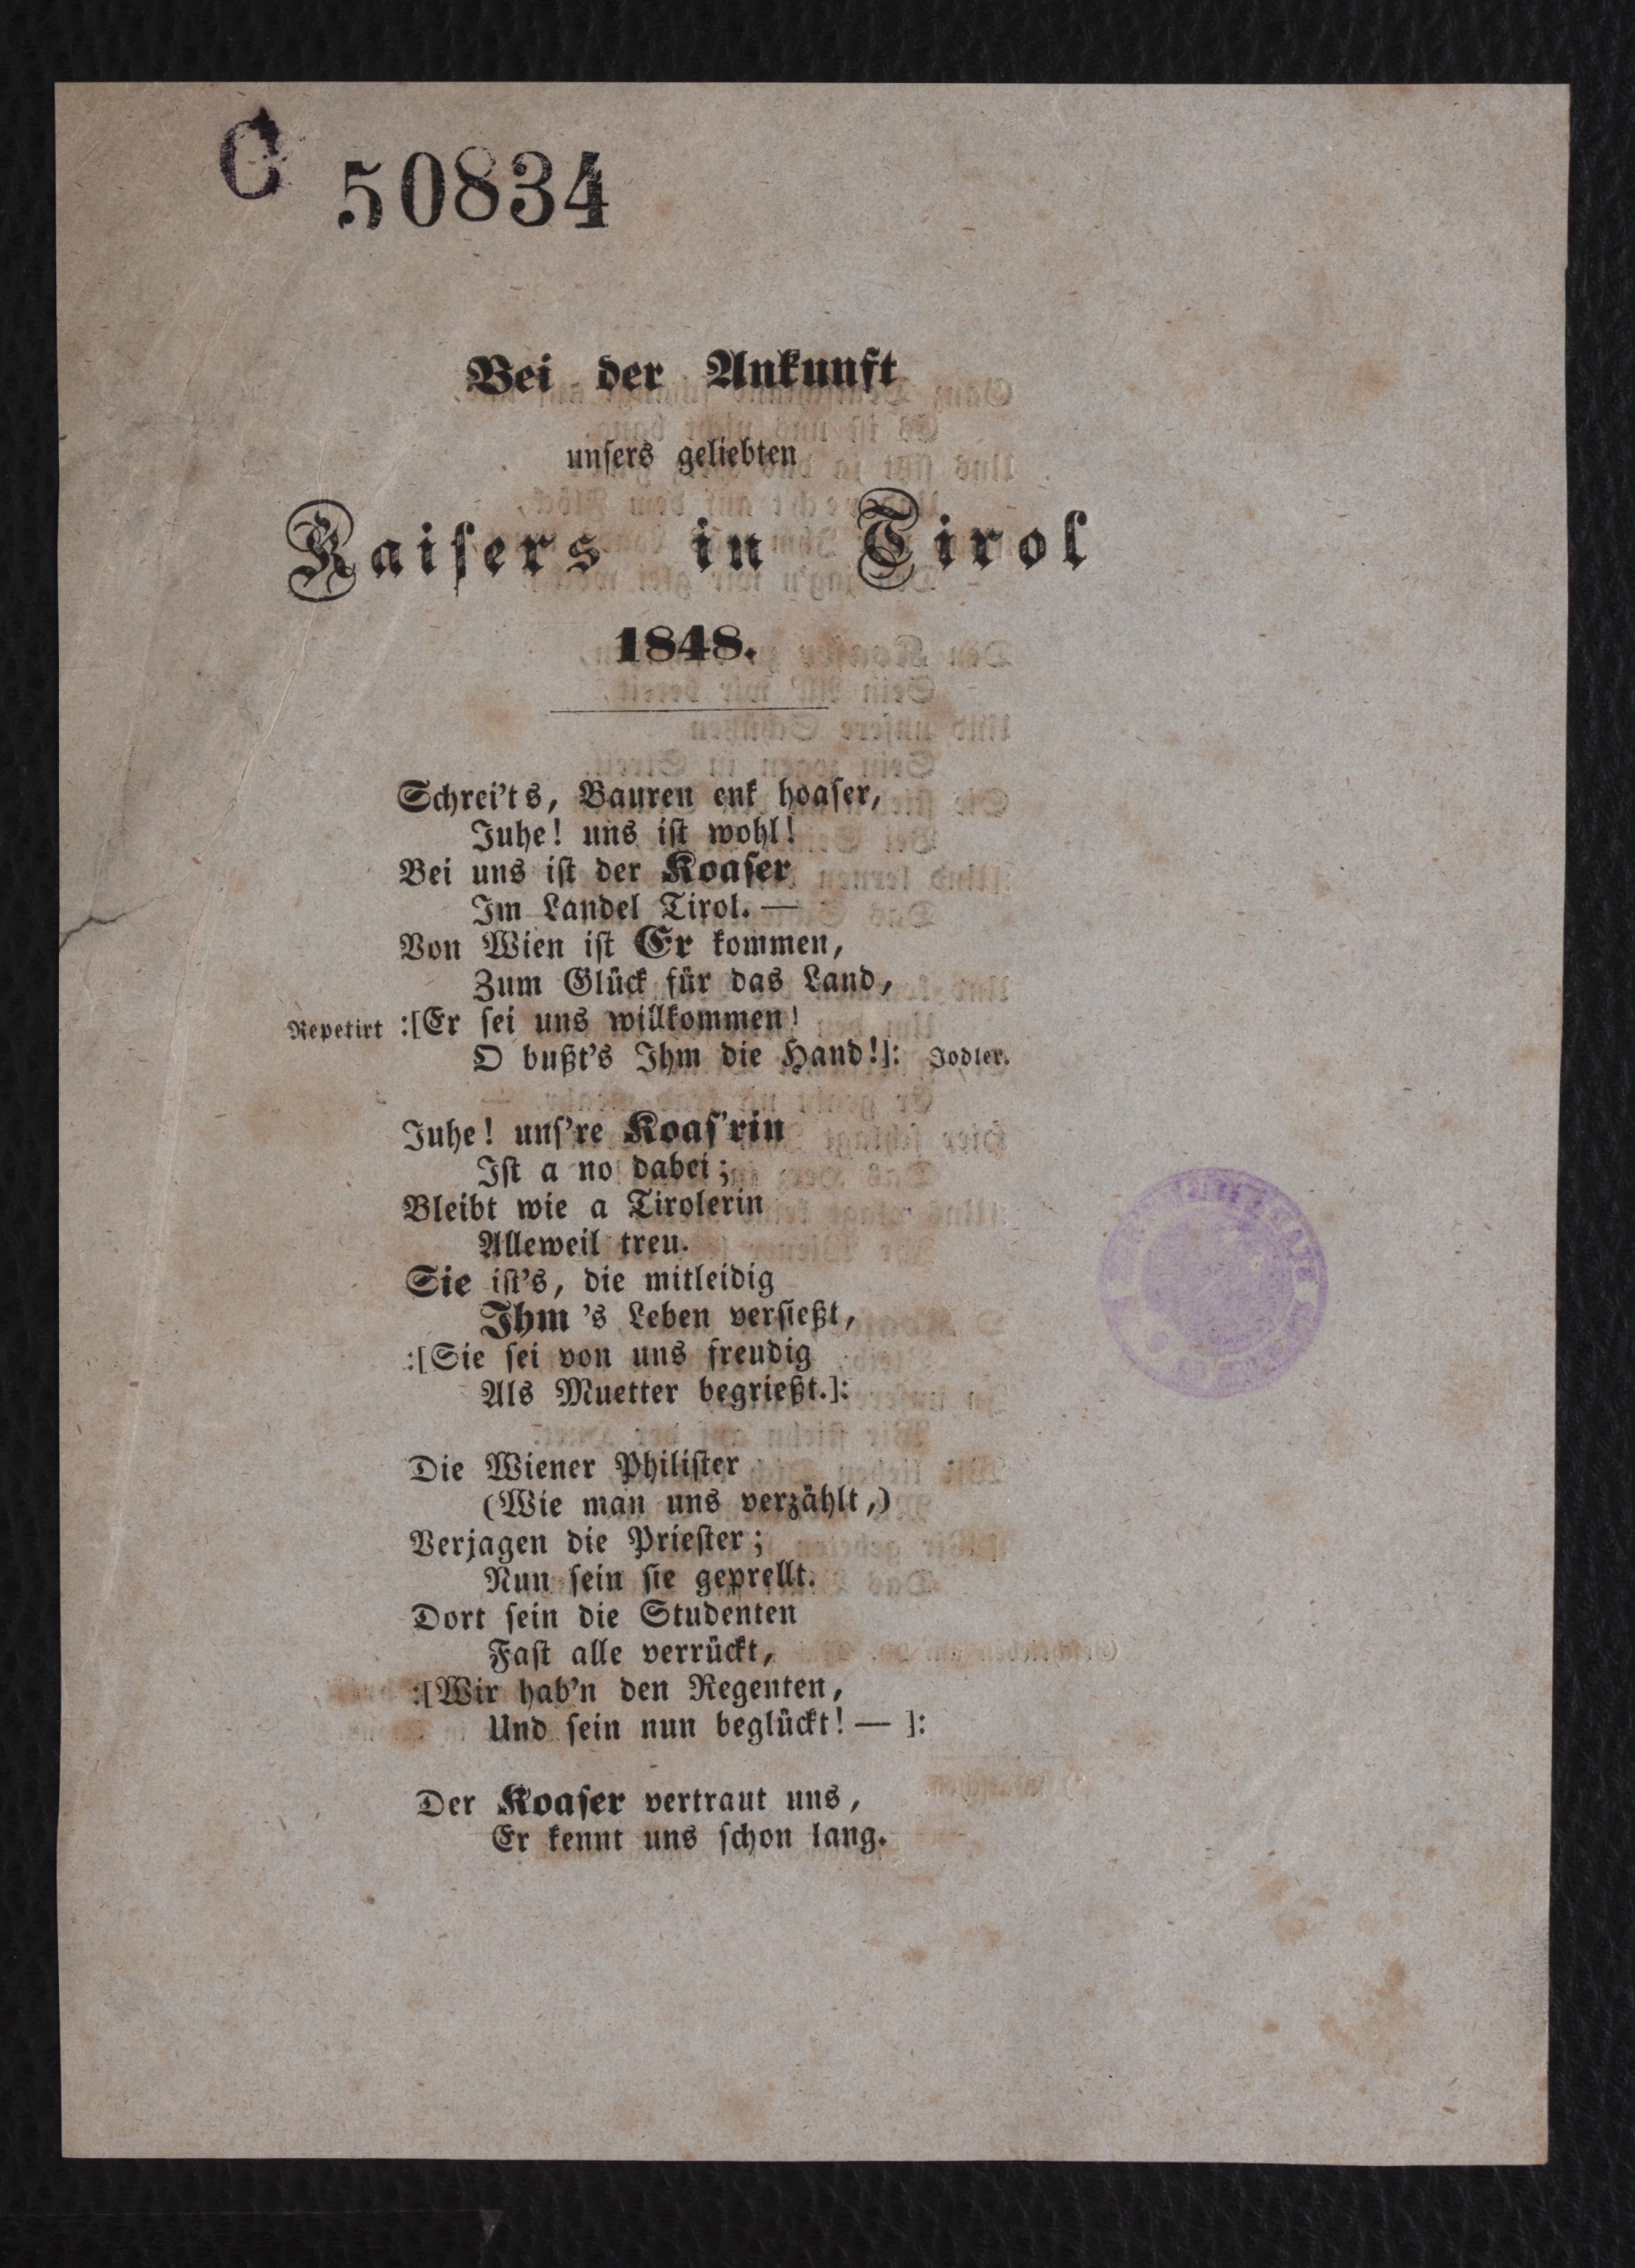 C 50834
Bei der Ankunft
unsers geliebten
Kaisers in Tirol
1848.
Schrei'ts, Bauren enk hoaser,
Juhe! uns ist wohl!
Bei uns ist der Koaser
Im Landel Tirol. —
Von Wien ist Er kommen,
Zum Glück für das Land,
Repetirt :[Er sei uns willkommen!
O bußt's Ihm die Hand!]: Jodler.
Juhe! uns're Koas'rin
Ist a no dabei;
Bleibt wie a Tirolerin
Alleweil treu.
Sie ist's, die mitleidig
Ihm 's Leben versießt,
:[Sie sei von uns freudig
Als Muetter begrießt.]:
Die Wiener Philister
(Wie man uns verzählt,)
Verjagen die Priester;
Nun sein sie geprellt.
Dort sein die Studenten
Fast alle verrückt,
:[Wir hab'n den Regenten,
Und sein nun beglückt! — ]:
Der Koaser vertraut uns,
Er kennt uns schon lang.